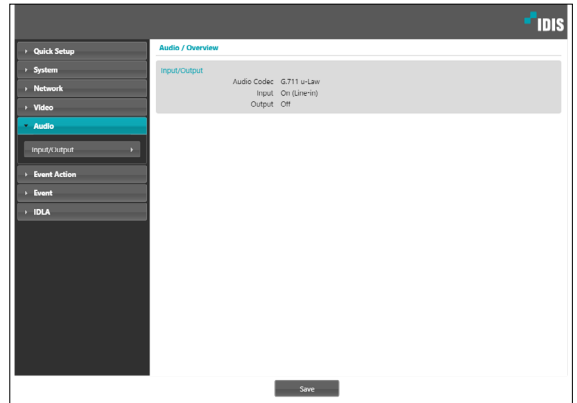 IDIS
Quick Setup
System
Network
Video
Audio
Input/Output
Event Action
Event
IDLA
Audio / Overview
Input/Output
Audio Codec G.711 u-Law
Input On (Line-in)
Output Off
Save